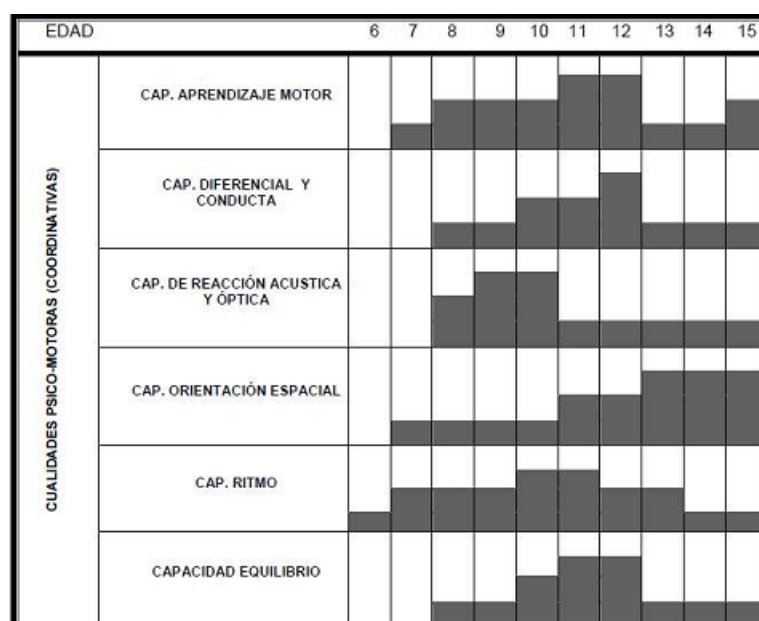 EDAD 6 7 8 9 10 11 12 13 14 15
CUALIDADES PSICO-MOTORAS (COORDINATIVAS)
CAP. APRENDIZAJE MOTOR
CAP. DIFERENCIAL Y
CONDUCTA
CAP. DE REACCIÓN ACUSTICA
Y ÓPTICA
CAP. ORIENTACIÓN ESPACIAL
CAP. RITMO
CAPACIDAD EQUILIBRIO